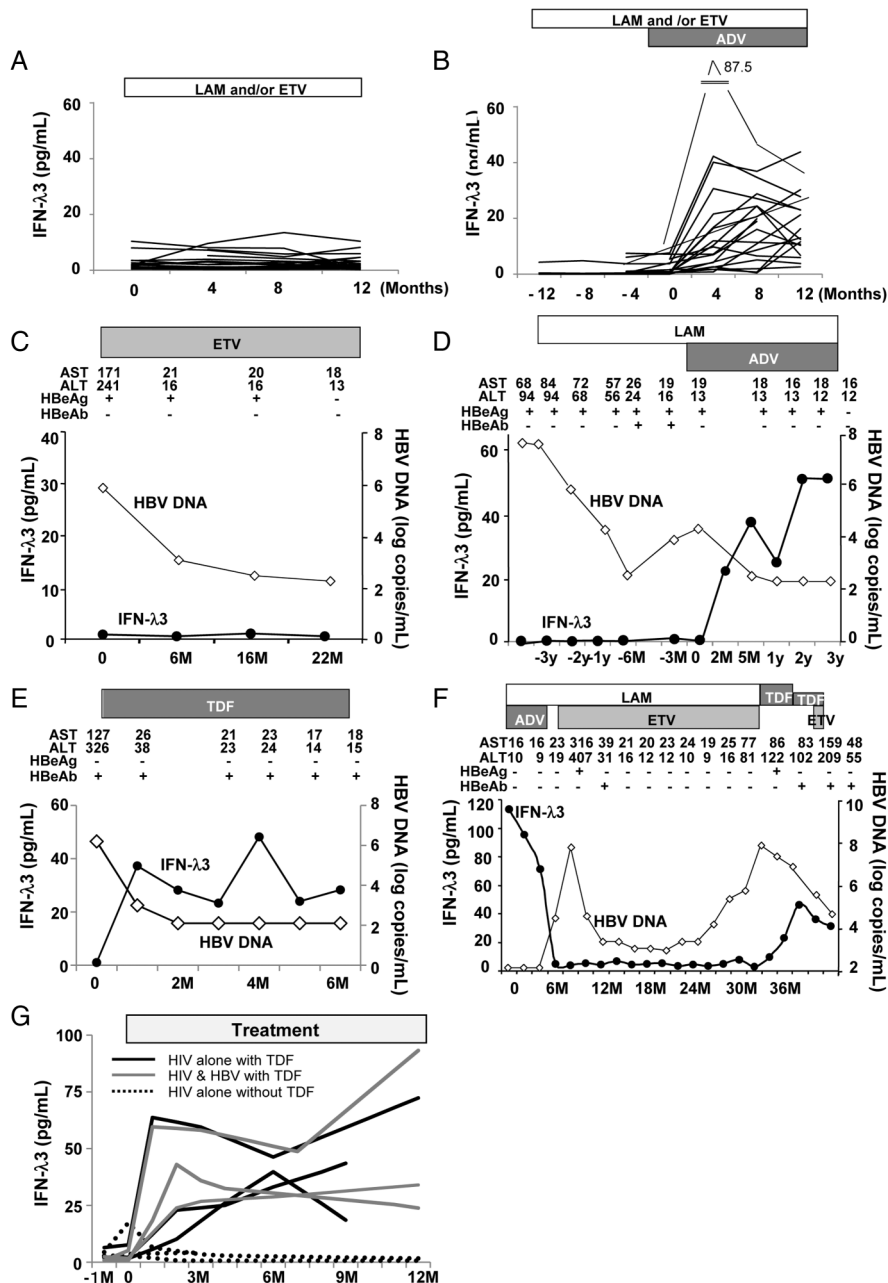 A
LAM and/or ETV
IFN-λ3 (pg/mL)
60
40
20
0
0 4 8 12 (Months)
B
LAM and /or ETV
ADV
87.5
IFN-λ3 (pg/mL)
60
40
20
0
-12 -8 -4 0 4 8 12 (Months)
C
ETV
AST 171 21 20 18
ALT 241 16 16 13
HBeAg + + + -
HBeAb - - - -
IFN-λ3 (pg/mL)
40
30
20
10
0
HBV DNA
IFN-λ3
HBV DNA (log copies/mL)
8
6
4
2
0
0 6M 16M 22M
D
LAM
ADV
AST 68 84 72 57 26 19 19 18 16 18 16
ALT 94 94 68 56 24 16 13 13 13 12 12
HBeAg + + + + + + + + + + -
HBeAb - - - - + + - - - - -
IFN-λ3 (pg/mL)
60
40
20
0
HBV DNA
IFN-λ3
HBV DNA (log copies/mL)
8
6
4
2
0
-3y -2y -1y -6M -3M 0 2M 5M 1y 2y 3y
E
TDF
AST 127 26 21 23 17 18
ALT 326 38 23 24 14 15
HBeAg - - - - - -
HBeAb + + + + + +
IFN-λ3 (pg/mL)
60
40
20
0
IFN-λ3
HBV DNA
HBV DNA (log copies/mL)
8
6
4
2
0
0 2M 4M 6M
F
LAM TDF TDF
ADV ETV ETV
AST 16 16 23 316 39 21 20 23 24 19 25 77 86 83 159 48
ALT 10 9 19 407 31 16 12 12 10 9 16 81 122 102 209 55
HBeAg - - - + - - - - - - - - + - - -
HBeAb - - - - + - - - - - - - - + + +
IFN-λ3 (pg/mL)
120
100
80
60
40
20
0
IFN-λ3
HBV DNA
HBV DNA (log copies/mL)
10
8
6
4
2
0 6M 12M 18M 24M 30M 36M
G
Treatment
HIV alone with TDF
HIV & HBV with TDF
HIV alone without TDF
IFN-λ3 (pg/mL)
100
75
50
25
0
-1M 0 3M 6M 9M 12M